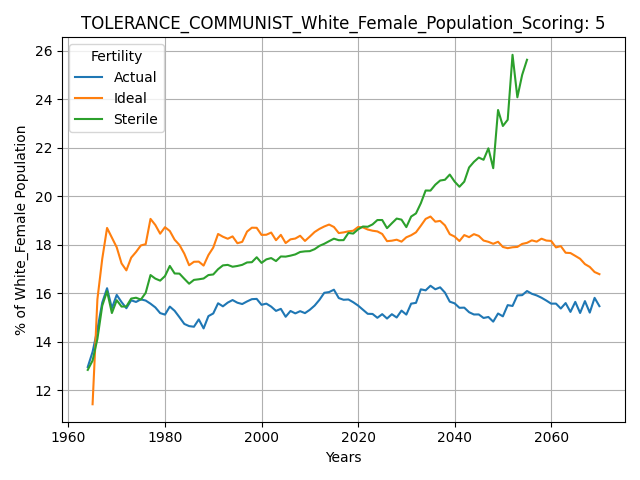 TOLERANCE_COMMUNIST_White_Female_Population_Scoring: 5
Fertility
Actual
Ideal
Sterile
% of White_Female Population
26
24
22
20
18
16
14
12
1960 1980 2000 2020 2040 2060
Years